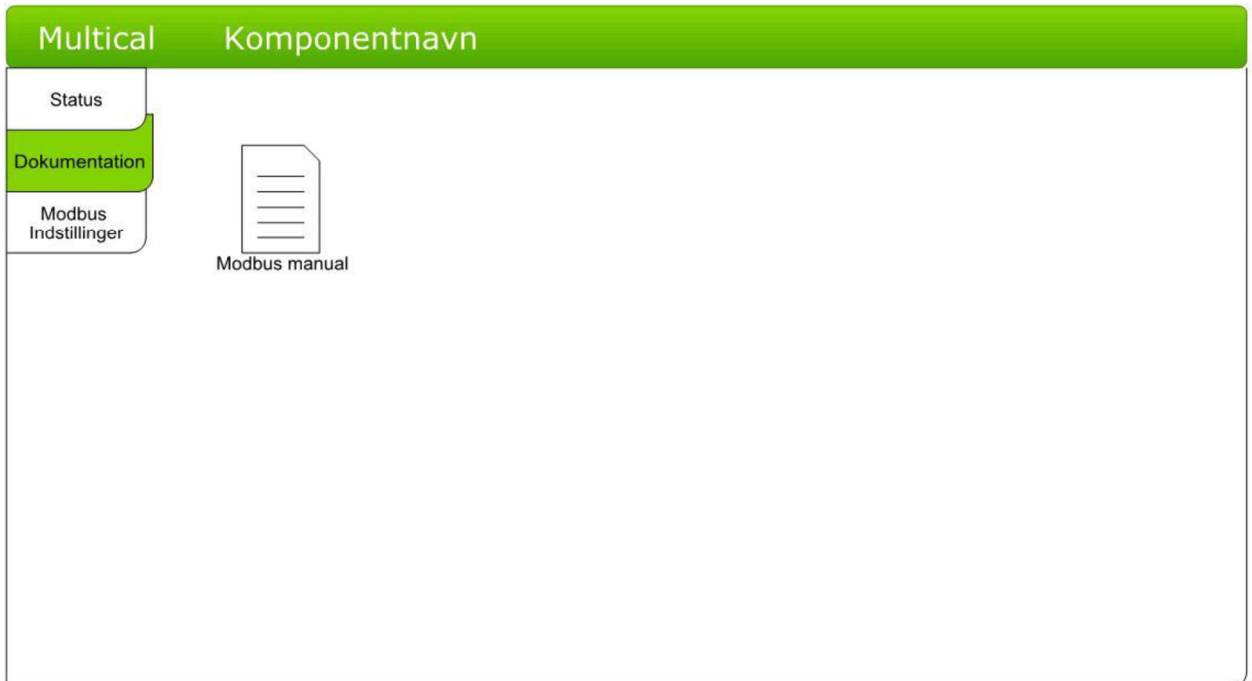 Multical Komponentnavn
Status
Dokumentation
Modbus
Indstillinger
Modbus manual